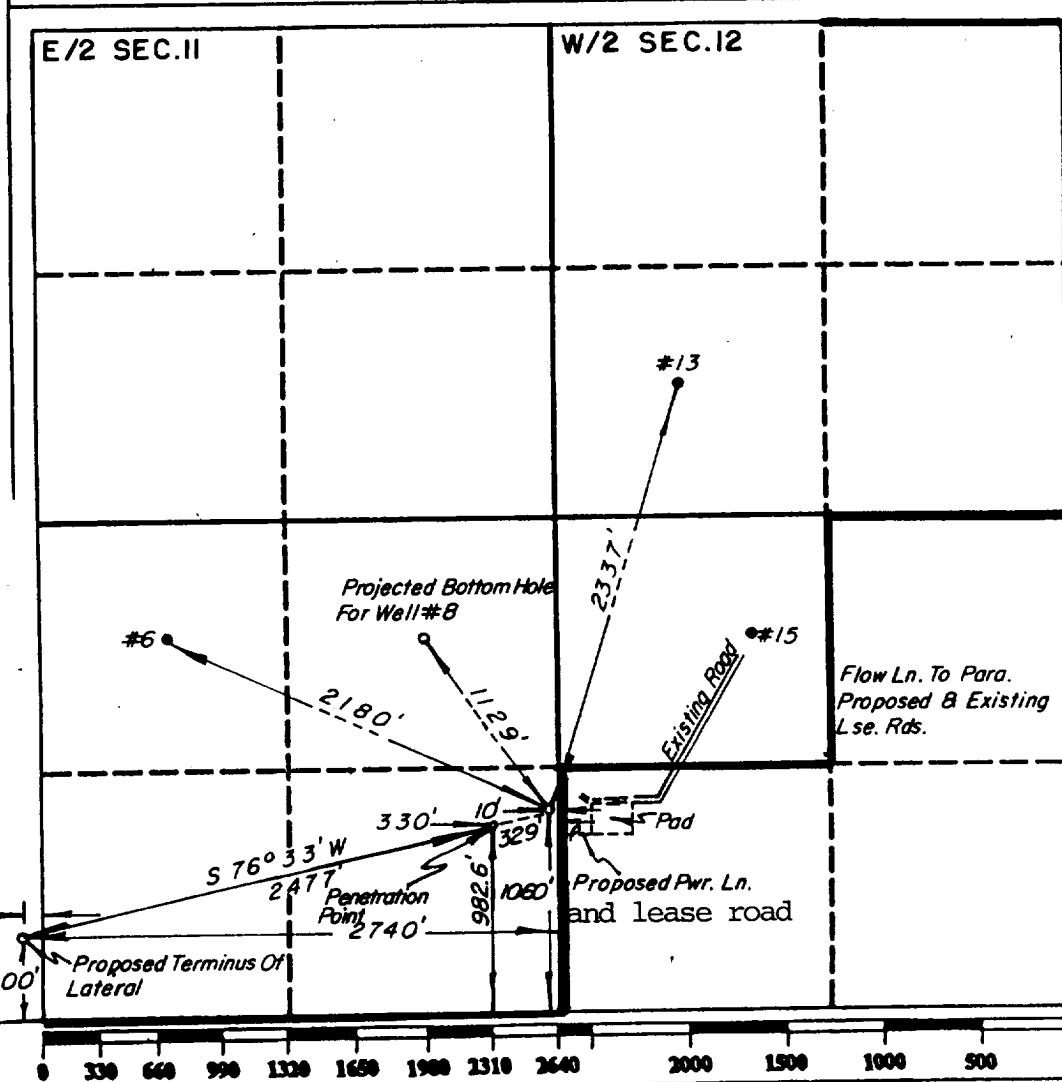 E/2 SEC.11
W/2 SEC.12
#13
2337'
Projected Bottom Hole
For Well #8
#6
#15
Existing Road
2180'
1129'
Flow Ln. To Para.
Proposed & Existing
Lse. Rds.
10'
330'
329'
Pad
S 76° 33' W
2477'
Penetration
Point
982.6'
1060'
Proposed Pwr. Ln.
and lease road
2740'
Proposed Terminus Of
Lateral
00'
0 330 660 990 1320 1650 1980 2310 2640 2000 1500 1000 500